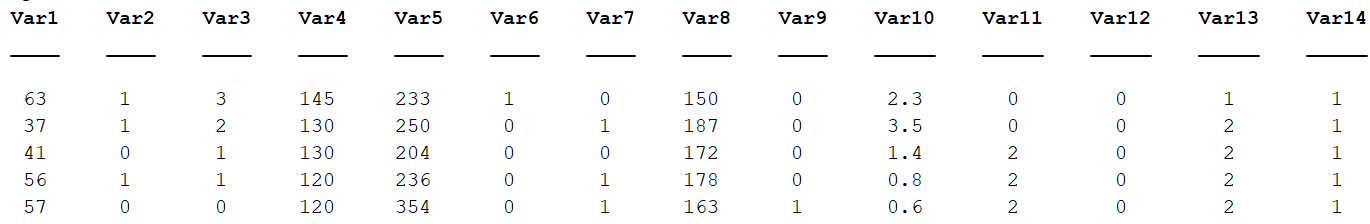 Var1 Var2 Var3 Var4 Var5 Var6 Var7 Var8 Var9 Var10 Var11 Var12 Var13 Var14
63 1 3 145 233 1 0 150 0 2.3 0 0 1 1
37 1 2 130 250 0 1 187 0 3.5 0 0 2 1
41 0 1 130 204 0 0 172 0 1.4 2 0 2 1
56 1 1 120 236 0 1 178 0 0.8 2 0 2 1
57 0 0 120 354 0 1 163 1 0.6 2 0 2 1